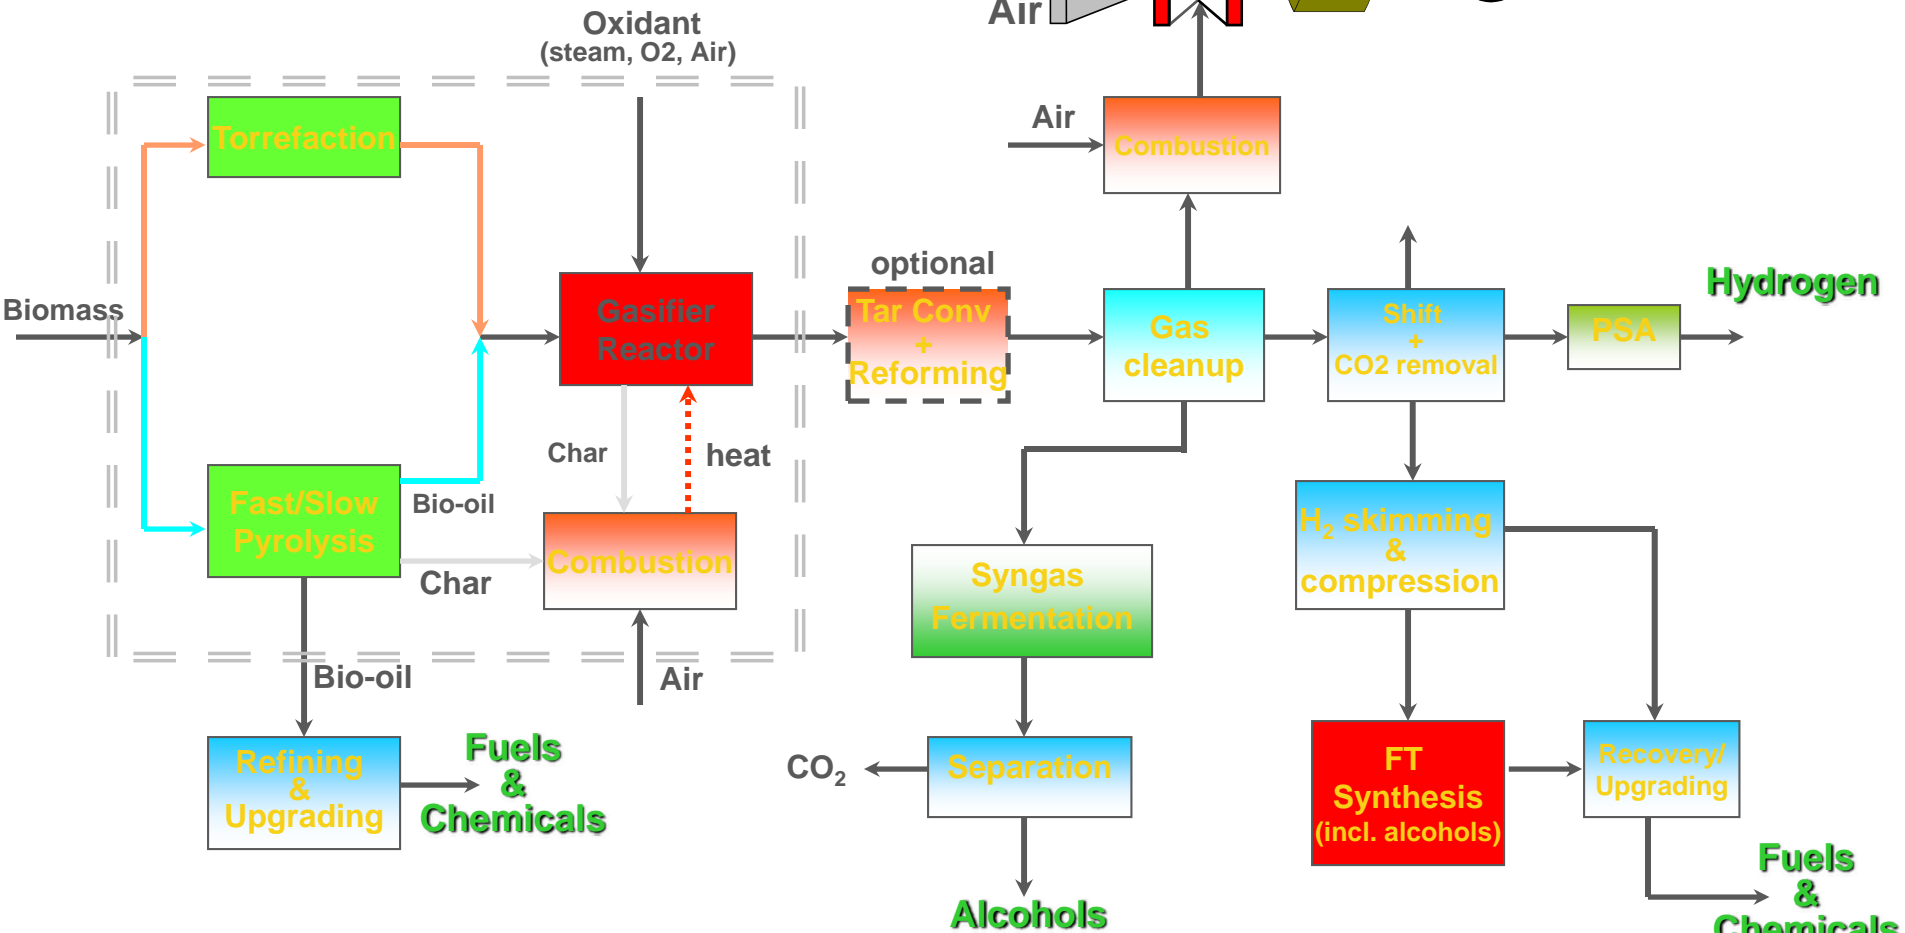 Oxidant
(steam, O2, Air)
Air
Torrefaction
Air
Combustion
optional
Hydrogen
Biomass
Gasifier
Reactor
Tar Conv
+
Reforming
Gas
cleanup
Shift
+
CO2 removal
PSA
Char
heat
Fast/Slow
Pyrolysis
Bio-oil
Char
Combustion
H2 skimming
&
compression
Syngas
Fermentation
Bio-oil
Air
Refining
&
Upgrading
Fuels
&
Chemicals
CO2
Separation
FT
Synthesis
(incl. alcohols)
Recovery/
Upgrading
Alcohols
Fuels
&
Chemicals